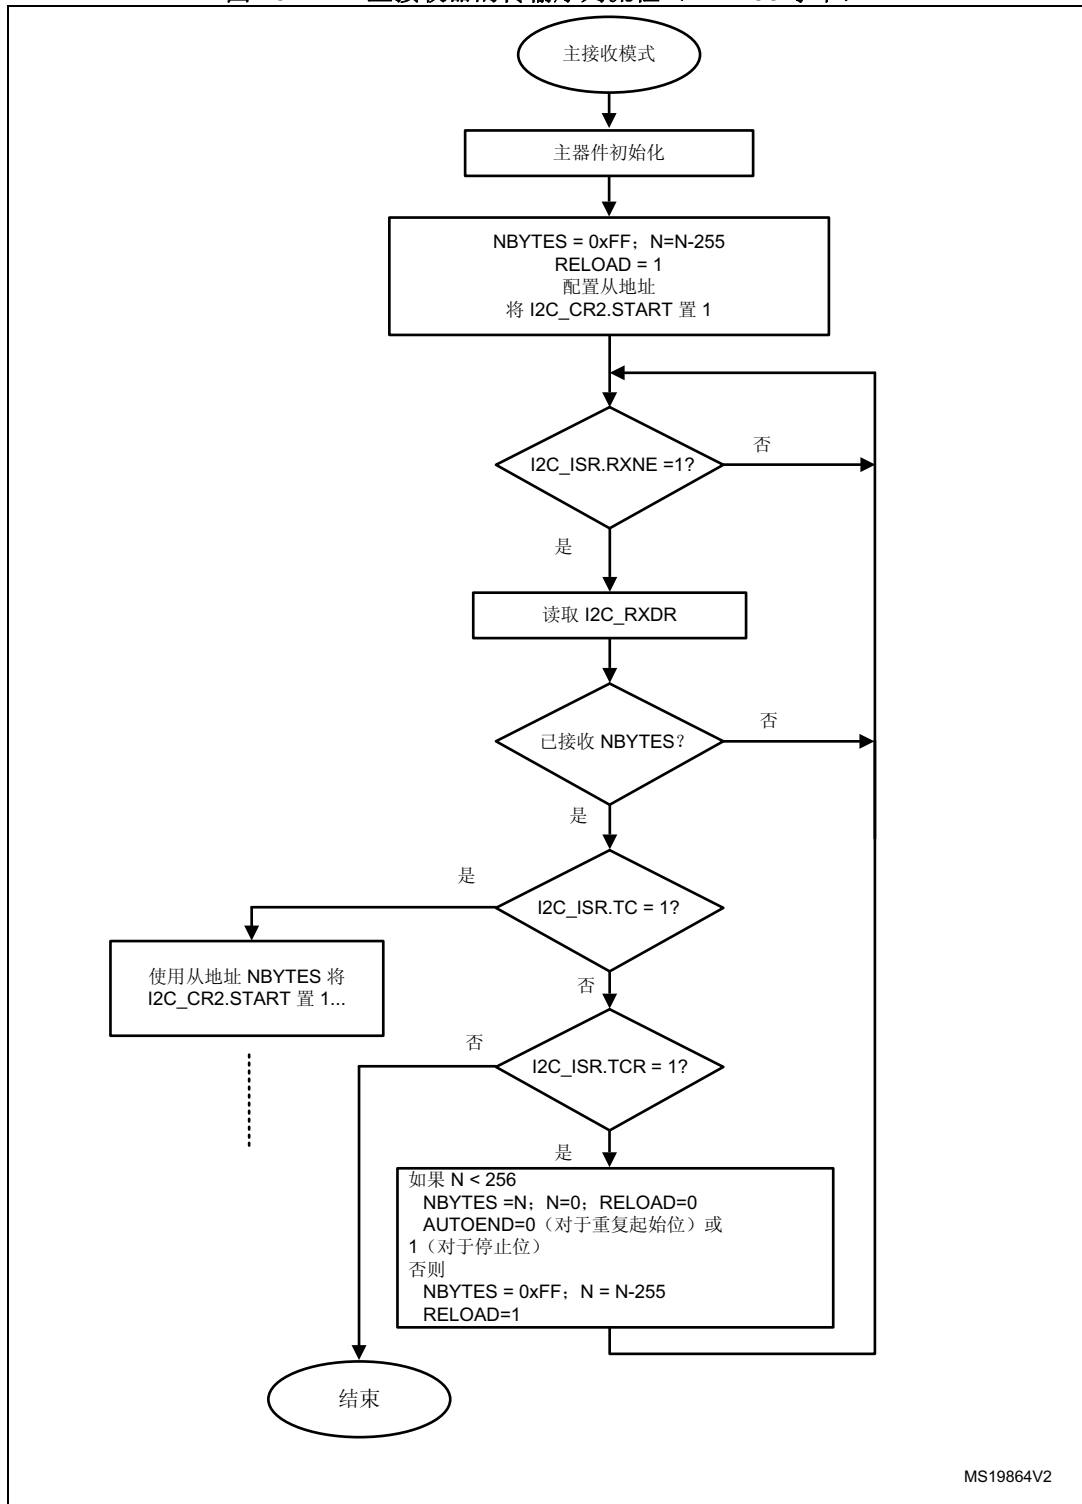 主接收模式
主器件初始化
NBYTES = 0xFF；N=N-255
RELOAD = 1
配置从地址
将 I2C_CR2.START 置 1
I2C_ISR.RXNE =1?
否
是
读取 I2C_RXDR
已接收 NBYTES？
否
是
I2C_ISR.TC = 1?
是
使用从地址 NBYTES 将
I2C_CR2.START 置 1...
否
I2C_ISR.TCR = 1?
否
是
如果 N < 256
NBYTES =N；N=0；RELOAD=0
AUTOEND=0（对于重复起始位）或
1（对于停止位）
否则
NBYTES = 0xFF；N = N-255
RELOAD=1
结束
MS19864V2